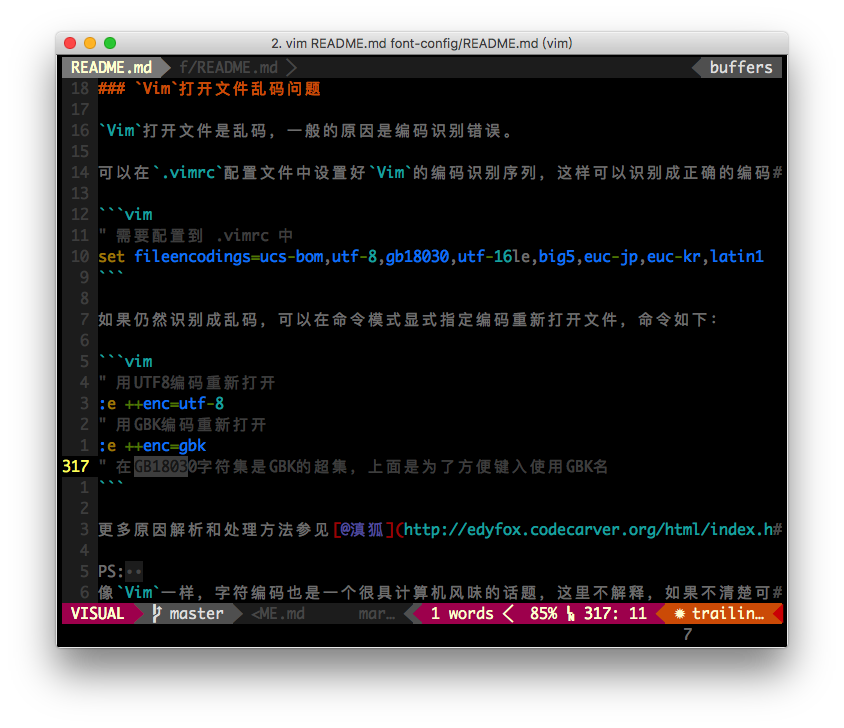 2. vim README.md font-config/README.md (vim)
README.md f/README.md buffers
18 ### `Vim`打开文件乱码问题
17
16 `Vim`打开文件是乱码，一般的原因是编码识别错误。
15
14 可以在`.vimrc`配置文件中设置好`Vim`的编码识别序列，这样可以识别成正确的编码#
13
12 ```vim
11 " 需要配置到 .vimrc 中
10 set fileencodings=ucs-bom,utf-8,gb18030,utf-16le,big5,euc-jp,euc-kr,latin1
9 ```
8
7 如果仍然识别成乱码，可以在命令模式显式指定编码重新打开文件，命令如下：
6
5 ```vim
4 " 用UTF8编码重新打开
3 :e ++enc=utf-8
2 " 用GBK编码重新打开
1 :e ++enc=gbk
317 " 在GB18030字符集是GBK的超集，上面是为了方便键入使用GBK名
1 ```
2
3 更多原因解析和处理方法参见[@滇狐](http://edyfox.codecarver.org/html/index.h#
4
5 PS:··
6 像`Vim`一样，字符编码也是一个很具计算机风味的话题，这里不解释，如果不清楚可#
VISUAL master <ME.md mar… 1 words 85% 317: 11 trailin…
7